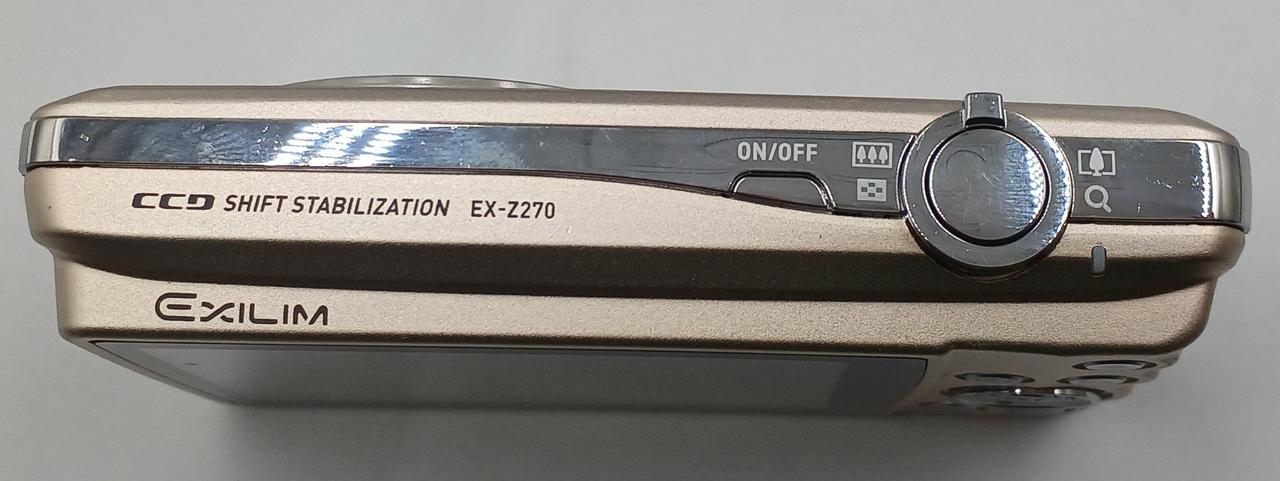 ON/OFF
CCD SHIFT STABILIZATION EX-Z270
EXILIM